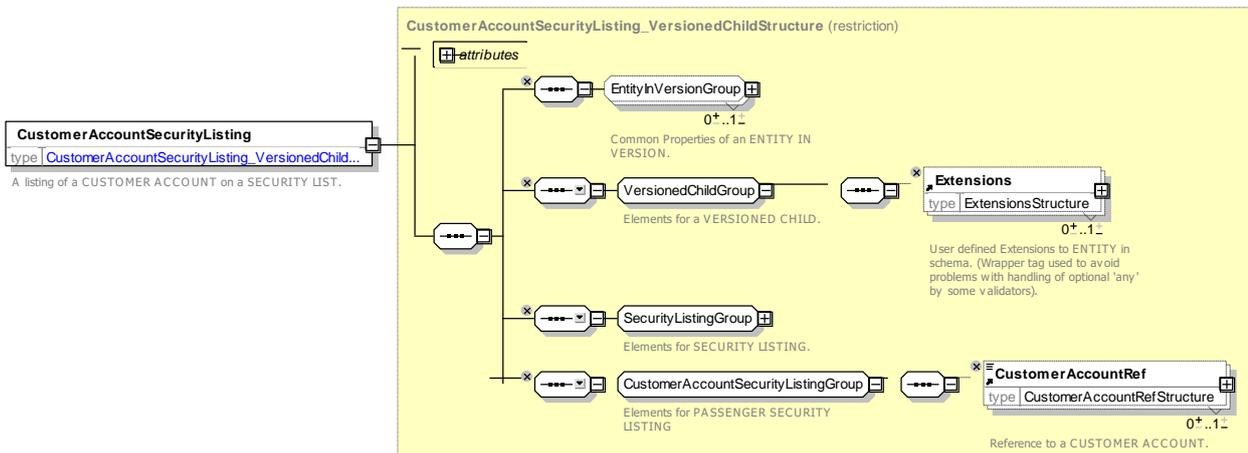 CustomerAccountSecurityListing_VersionedChildStructure (restriction)
attributes
EntityInVersionGroup
0..1
Common Properties of an ENTITY IN
VERSION.
CustomerAccountSecurityListing
type CustomerAccountSecurityListing_VersionedChild...
A listing of a CUSTOMER ACCOUNT on a SECURITY LIST.
VersionedChildGroup
Elements for a VERSIONED CHILD.
Extensions
type ExtensionsStructure
0..1
User defined Extensions to ENTITY in
schema. (Wrapper tag used to avoid
problems with handling of optional 'any'
by some validators).
SecurityListingGroup
Elements for SECURITY LISTING.
CustomerAccountSecurityListingGroup
Elements for PASSENGER SECURITY
LISTING
CustomerAccountRef
type CustomerAccountRefStructure
0..1
Reference to a CUSTOMER ACCOUNT.